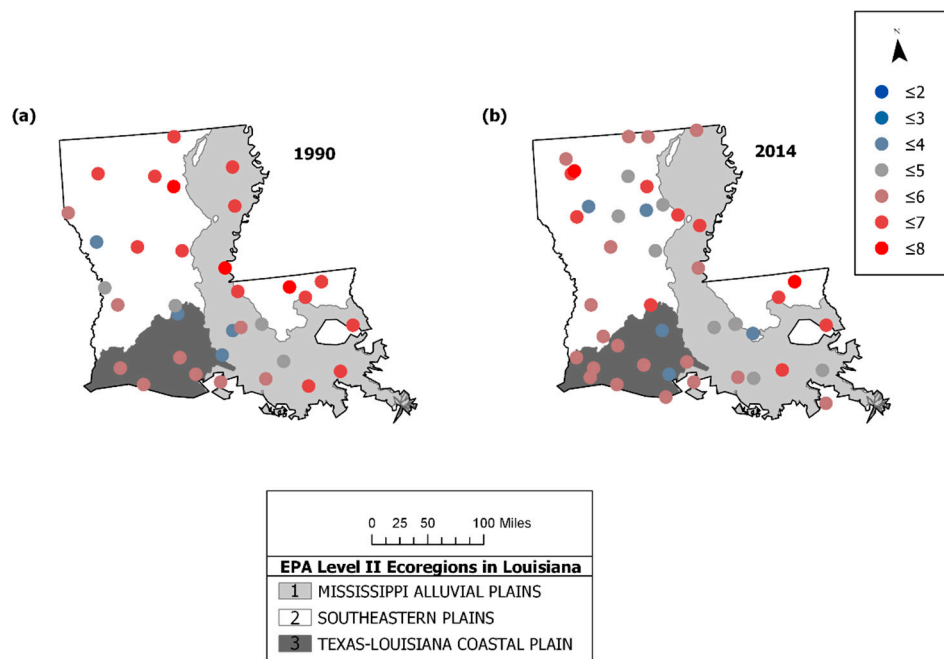 N
(a)
1990
(b)
2014
≤2
≤3
≤4
≤5
≤6
≤7
≤8
0 25 50 100 Miles
EPA Level II Ecoregions in Louisiana
1 MISSISSIPPI ALLUVIAL PLAINS
2 SOUTHEASTERN PLAINS
3 TEXAS-LOUISIANA COASTAL PLAIN